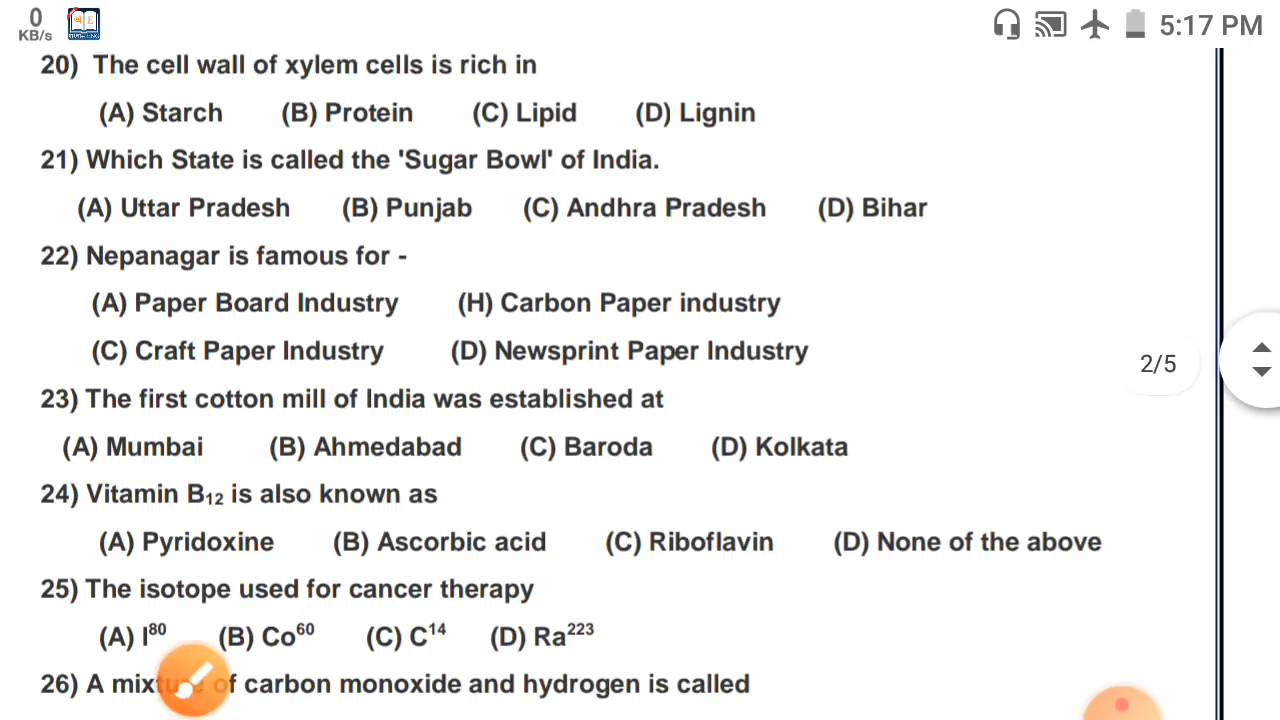 0
KB/s
5:17 PM
20) The cell wall of xylem cells is rich in
(A) Starch (B) Protein (C) Lipid (D) Lignin
21) Which State is called the 'Sugar Bowl' of India.
(A) Uttar Pradesh (B) Punjab (C) Andhra Pradesh (D) Bihar
22) Nepanagar is famous for -
(A) Paper Board Industry (H) Carbon Paper industry
(C) Craft Paper Industry (D) Newsprint Paper Industry
2/5
23) The first cotton mill of India was established at
(A) Mumbai (B) Ahmedabad (C) Baroda (D) Kolkata
24) Vitamin B₁₂ is also known as
(A) Pyridoxine (B) Ascorbic acid (C) Riboflavin (D) None of the above
25) The isotope used for cancer therapy
(A) I⁸⁰ (B) Co⁶⁰ (C) C¹⁴ (D) Ra²²³
26) A mixture of carbon monoxide and hydrogen is called